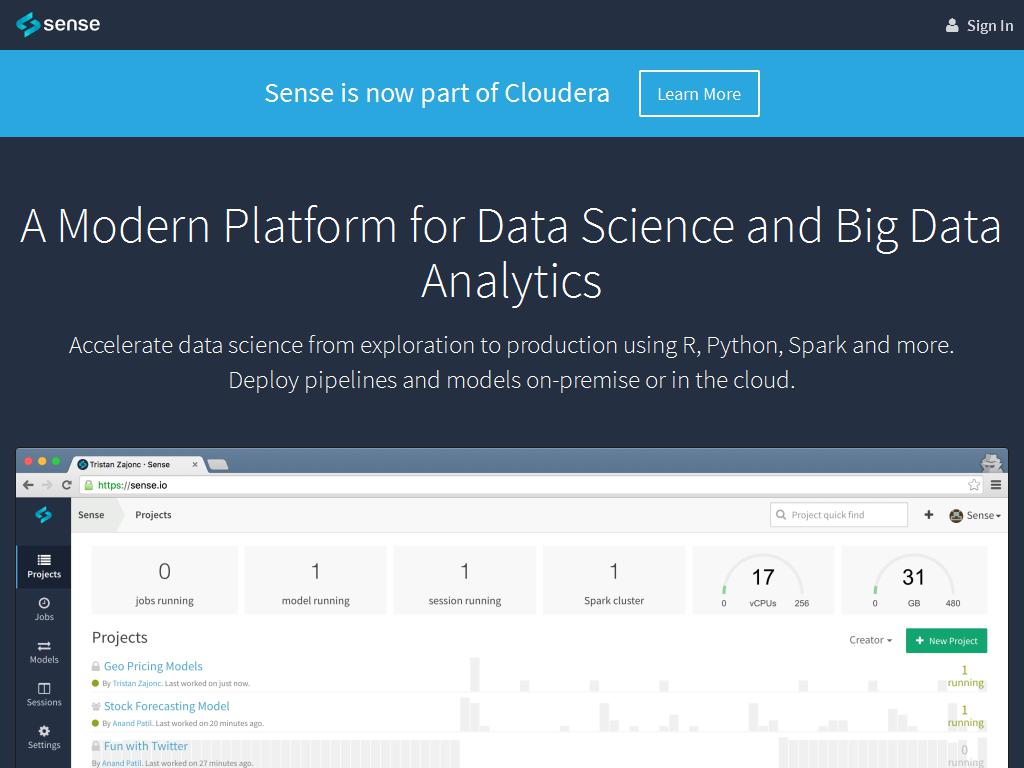 sense
Sign In
Sense is now part of Cloudera
Learn More
A Modern Platform for Data Science and Big Data
Analytics
Accelerate data science from exploration to production using R, Python, Spark and more.
Deploy pipelines and models on-premise or in the cloud.
Tristan Zajonc · Sense
https://sense.io
Sense
Projects
Project quick find
Sense
Projects
Jobs
Models
Sessions
Settings
0
jobs running
1
model running
1
session running
1
Spark cluster
17
0 vCPUs 256
31
0 GB 480
Projects
Creator
New Project
Geo Pricing Models
By Tristan Zajonc. Last worked on just now.
1
running
Stock Forecasting Model
By Anand Patil. Last worked on 20 minutes ago.
1
running
Fun with Twitter
By Anand Patil. Last worked on 27 minutes ago.
0
running